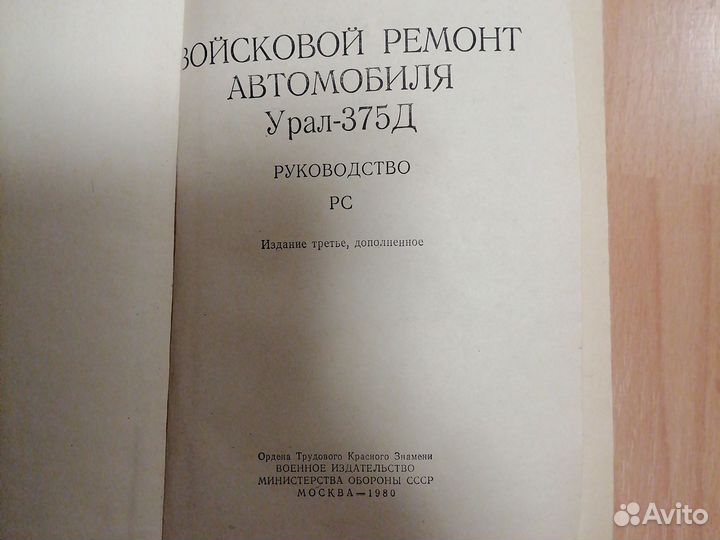 ВОЙСКОВОЙ РЕМОНТ
АВТОМОБИЛЯ
Урал-375Д
РУКОВОДСТВО
РС
Издание третье, дополненное
Ордена Трудового Красного Знамени
ВОЕННОЕ ИЗДАТЕЛЬСТВО
МИНИСТЕРСТВА ОБОРОНЫ СССР
МОСКВА—1980
Avito